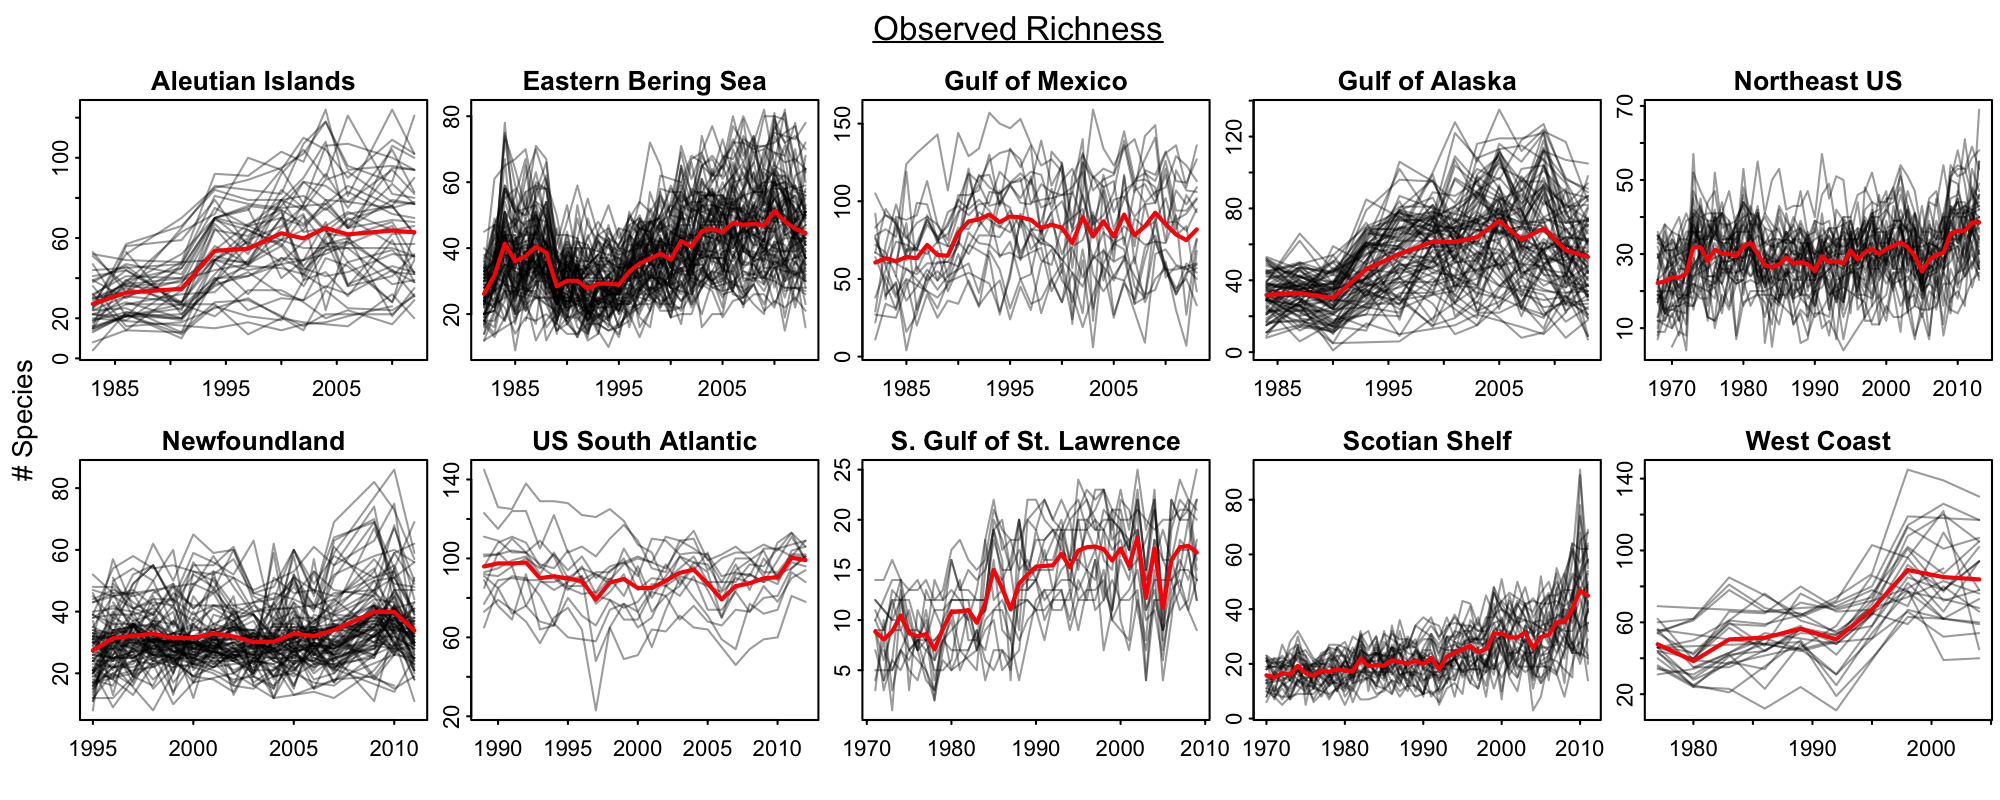 Observed Richness
Aleutian Islands
Eastern Bering Sea
Gulf of Mexico
Gulf of Alaska
Northeast US
0 20 60 100
1985 1995 2005
20 40 60 80
1985 1995 2005
0 50 100 150
1985 1995 2005
0 40 80 120
1985 1995 2005
10 30 50 70
1970 1980 1990 2000 2010
# Species
Newfoundland
US South Atlantic
S. Gulf of St. Lawrence
Scotian Shelf
West Coast
20 40 60 80
1995 2000 2005 2010
20 60 100 140
1990 1995 2000 2005 2010
5 10 15 20 25
1970 1980 1990 2000 2010
0 20 40 60 80
1970 1980 1990 2000 2010
20 60 100 140
1980 1990 2000